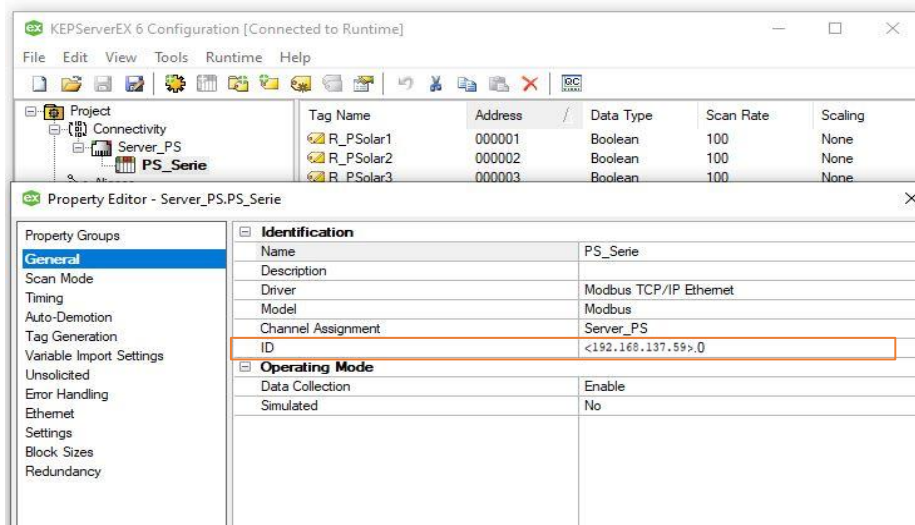 KEPServerEX 6 Configuration [Connected to Runtime]
File Edit View Tools Runtime Help
Project
Connectivity
Server_PS
PS_Serie
Tag Name Address Data Type Scan Rate Scaling
R_PSolar1 000001 Boolean 100 None
R_PSolar2 000002 Boolean 100 None
R_PSolar3 000003 Boolean 100 None
Property Editor - Server_PS.PS_Serie
Property Groups
General
Scan Mode
Timing
Auto-Demotion
Tag Generation
Variable Import Settings
Unsolicited
Error Handling
Ethernet
Settings
Block Sizes
Redundancy
Identification
Name PS_Serie
Description
Driver Modbus TCP/IP Ethernet
Model Modbus
Channel Assignment Server_PS
ID <192.168.137.59>.0
Operating Mode
Data Collection Enable
Simulated No